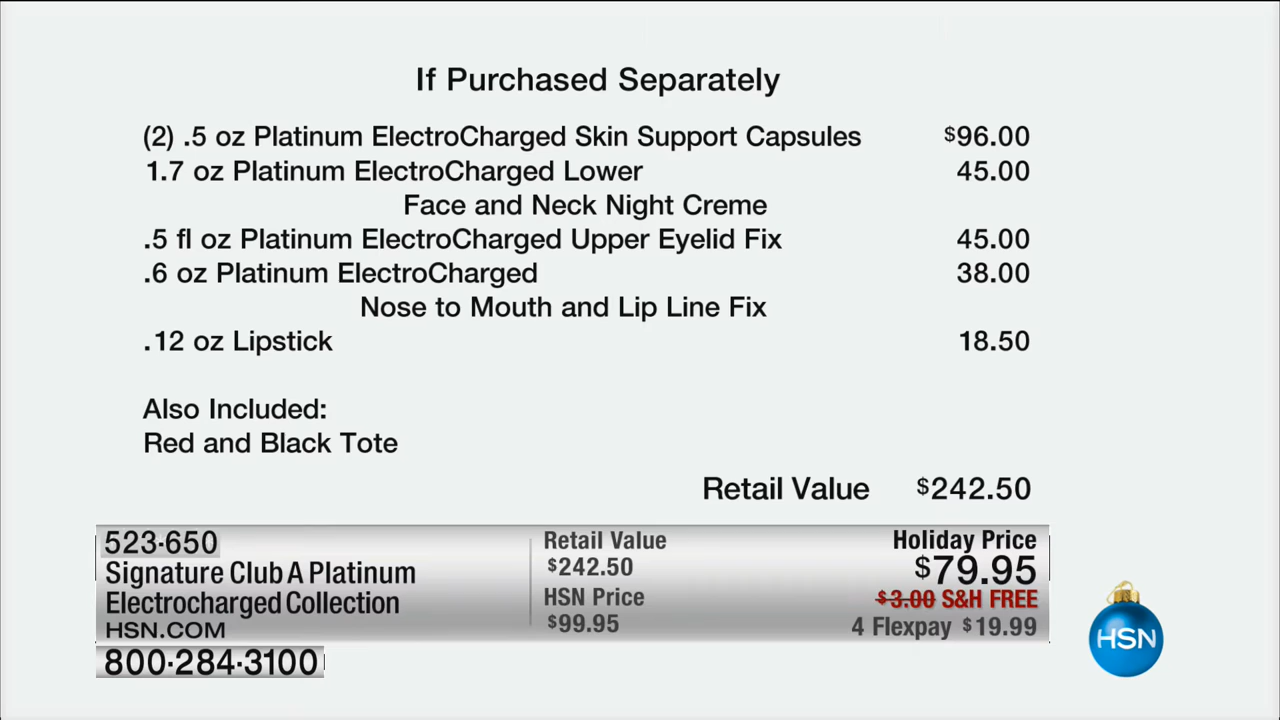 If Purchased Separately
(2) .5 oz Platinum ElectroCharged Skin Support Capsules $96.00
1.7 oz Platinum ElectroCharged Lower 45.00
Face and Neck Night Creme
.5 fl oz Platinum ElectroCharged Upper Eyelid Fix 45.00
.6 oz Platinum ElectroCharged 38.00
Nose to Mouth and Lip Line Fix
.12 oz Lipstick 18.50
Also Included:
Red and Black Tote
Retail Value $242.50
523·650
Signature Club A Platinum
Electrocharged Collection
HSN.COM
800·284·3100
Retail Value
$242.50
HSN Price
$99.95
Holiday Price
$79.95
$3.00 S&H FREE
4 Flexpay $19.99
HSN